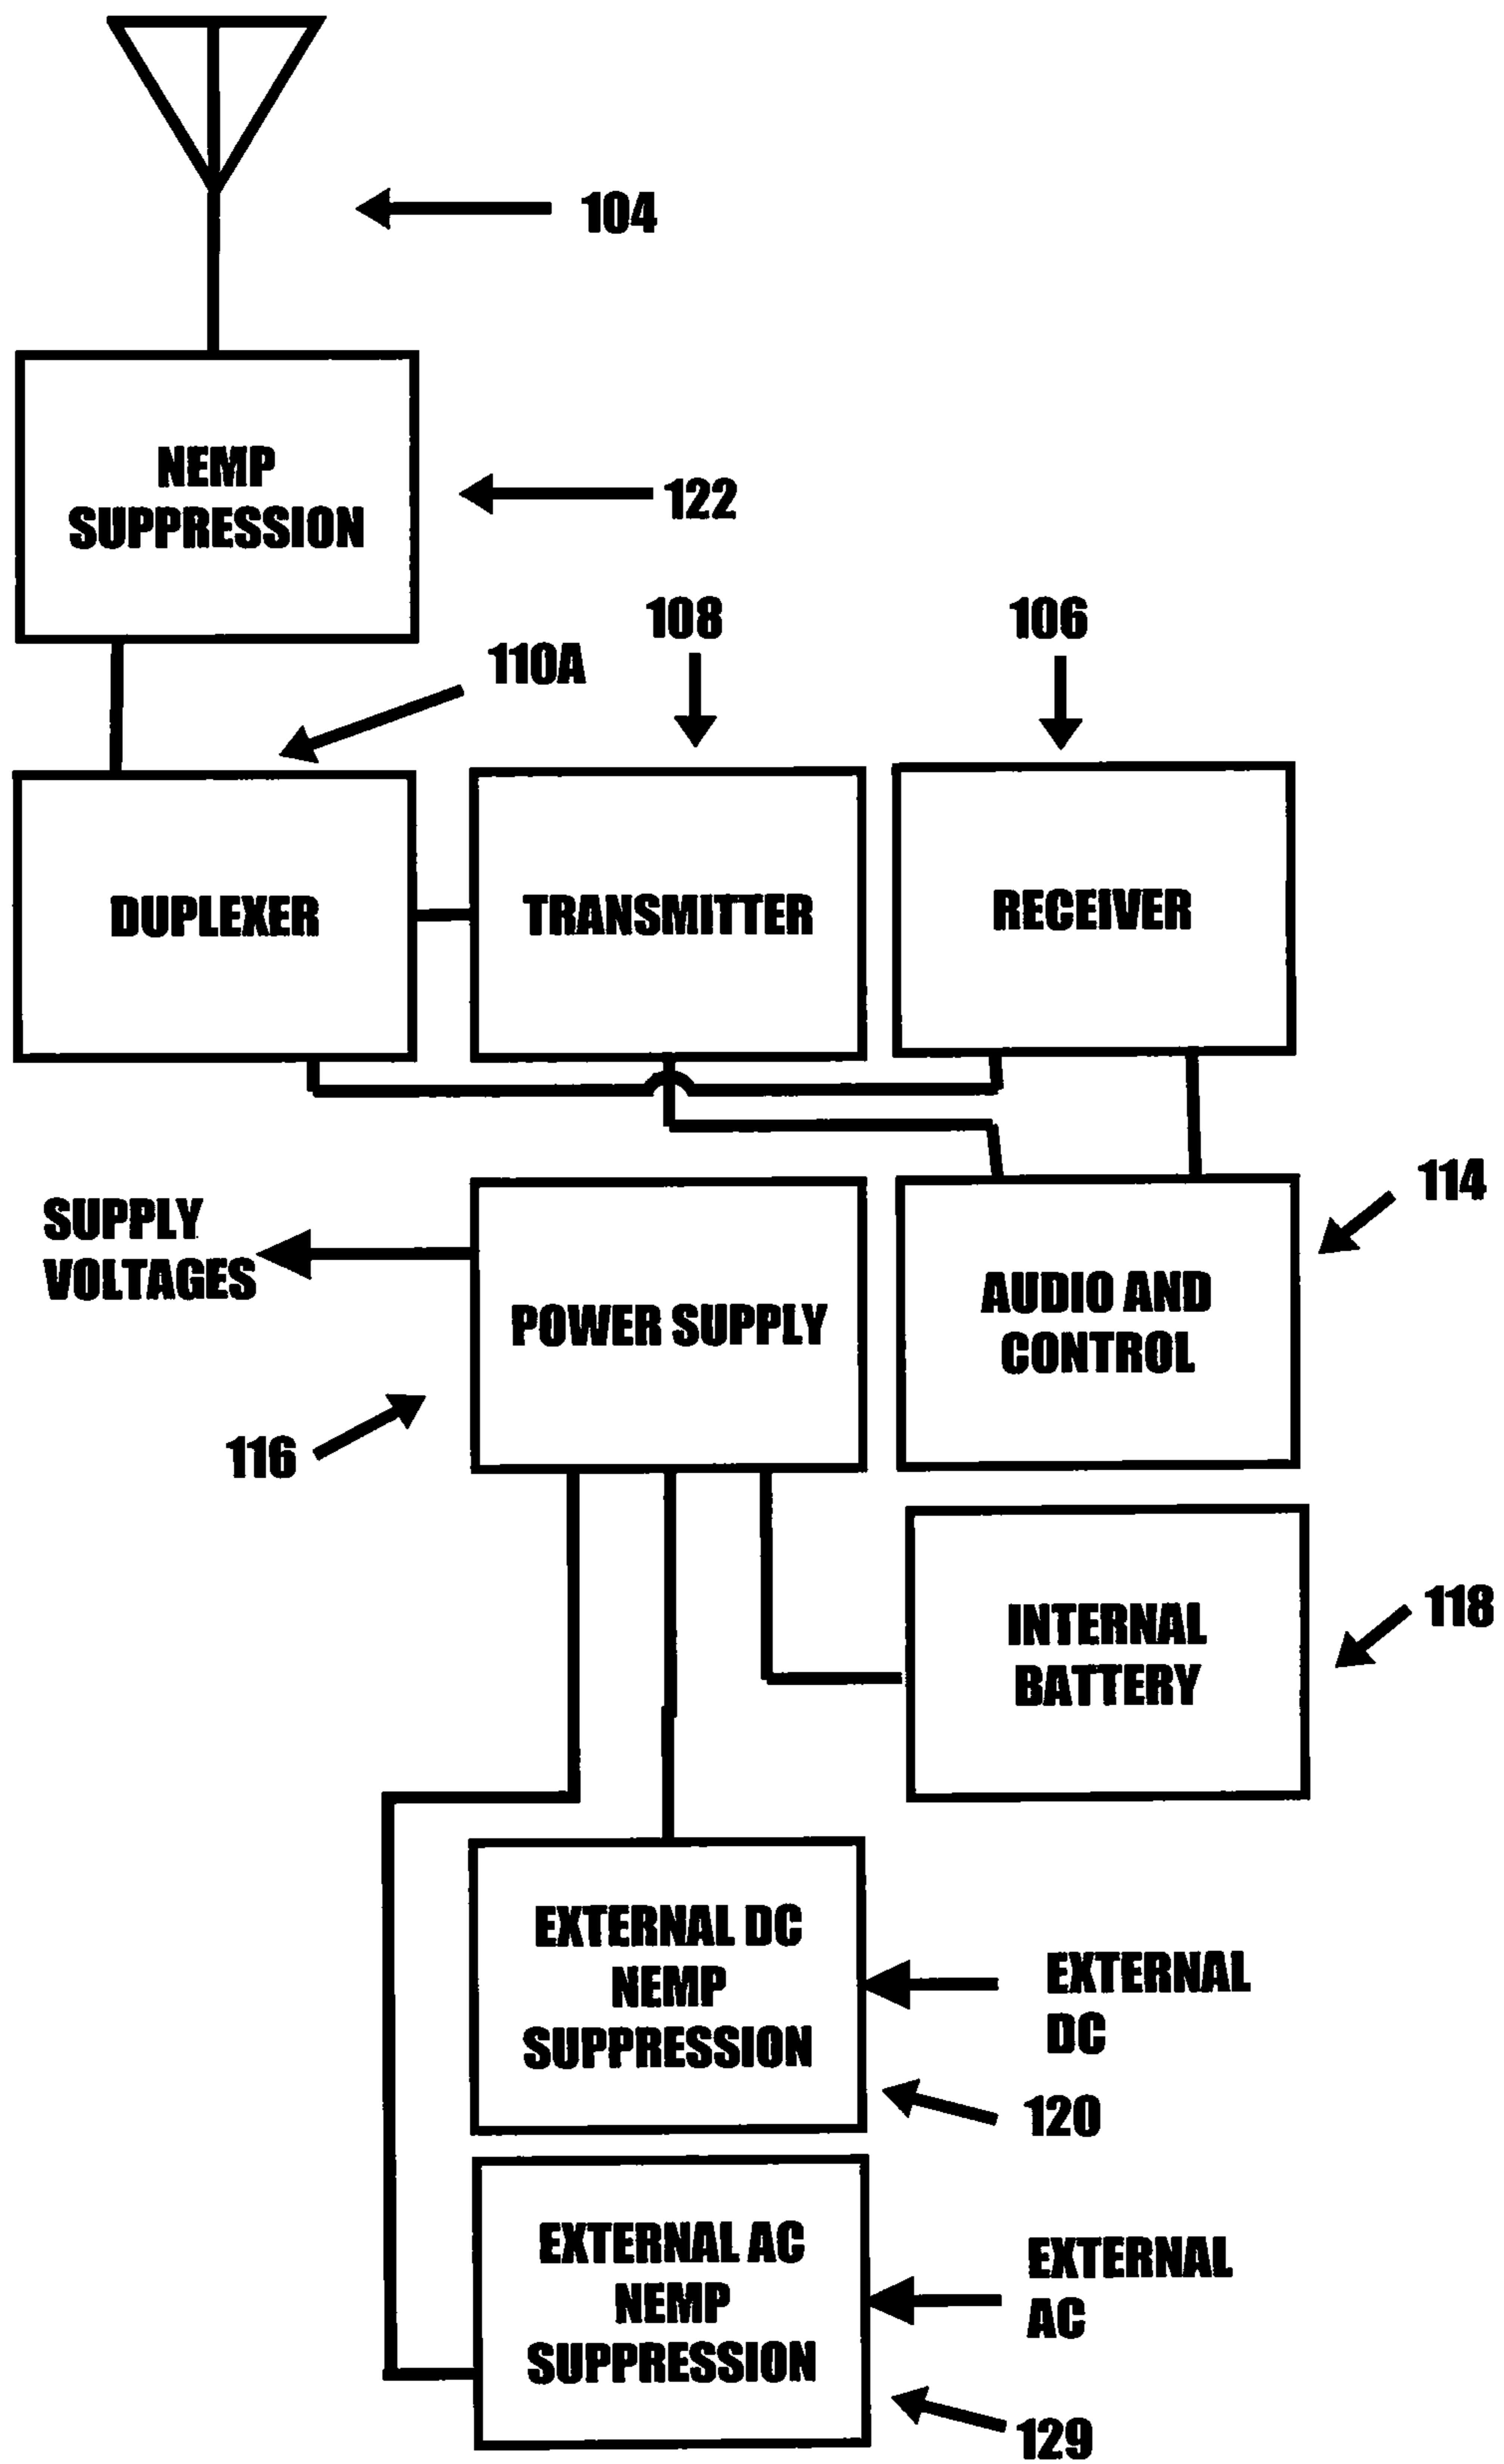 104
NEMP
SUPPRESSION
122
108
106
110A
DUPLEXER
TRANSMITTER
RECEIVER
114
SUPPLY
VOLTAGES
POWER SUPPLY
AUDIO AND
CONTROL
116
INTERNAL
BATTERY
118
EXTERNAL DC
NEMP
SUPPRESSION
EXTERNAL
DC
120
EXTERNAL AC
NEMP
SUPPRESSION
EXTERNAL
AC
129